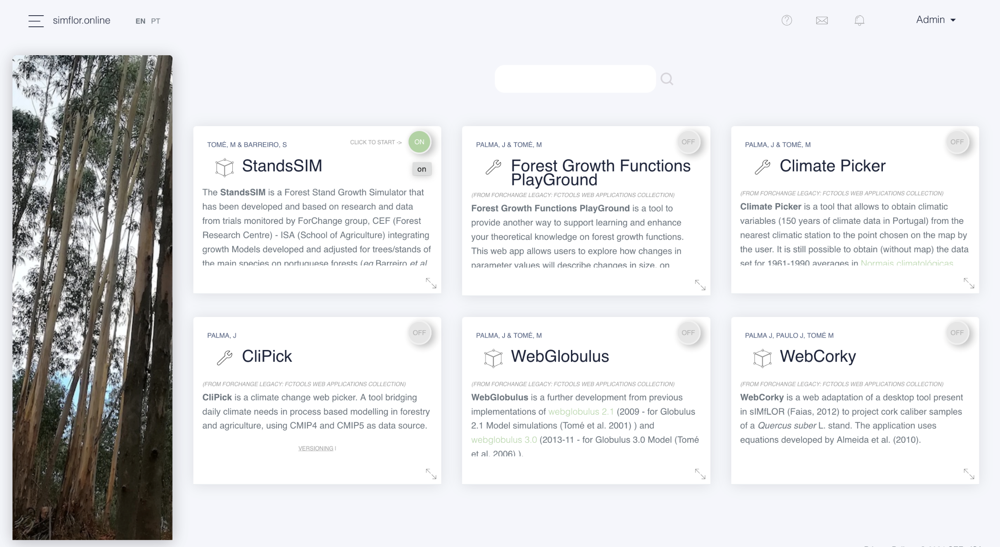 simflor.online
EN PT
Admin
TOMÉ, M & BARREIRO, S
CLICK TO START ->
ON
StandsSIM
on
The StandsSIM is a Forest Stand Growth Simulator that
has been developed and based on research and data
from trials monitored by ForChange group, CEF (Forest
Research Centre) - ISA (School of Agriculture) integrating
growth Models developed and adjusted for trees/stands of
the main species on portuguese forests (eg Barreiro et al
PALMA, J & TOMÉ, M
OFF
Forest Growth Functions
PlayGround
(FROM FORCHANGE LEGACY: FCTOOLS WEB APPLICATIONS COLLECTION)
Forest Growth Functions PlayGround is a tool to
provide another way to support learning and enhance
your theoretical knowledge on forest growth functions.
This web app allows users to explore how changes in
parameter values will describe changes in size, on
PALMA, J & TOMÉ, M
OFF
Climate Picker
(FROM FORCHANGE LEGACY: FCTOOLS WEB APPLICATIONS COLLECTION)
Climate Picker is a tool that allows to obtain climatic
variables (150 years of climate data in Portugal) from the
nearest climatic station to the point chosen on the map by
the user. It is still possible to obtain (without map) the data
set for 1961-1990 averages in Normais climatológicas
PALMA, J
OFF
CliPick
(FROM FORCHANGE LEGACY: FCTOOLS WEB APPLICATIONS COLLECTION)
CliPick is a climate change web picker. A tool bridging
daily climate needs in process based modelling in forestry
and agriculture, using CMIP4 and CMIP5 as data source.
VERSIONING |
PALMA, J & TOMÉ, M
OFF
WebGlobulus
(FROM FORCHANGE LEGACY: FCTOOLS WEB APPLICATIONS COLLECTION)
WebGlobulus is a further development from previous
implementations of webglobulus 2.1 (2009 - for Globulus
2.1 Model simulations (Tomé et al. 2001) ) and
webglobulus 3.0 (2013-11 - for Globulus 3.0 Model (Tomé
et al. 2006) ).
PALMA J, PAULO J, TOMÉ M
OFF
WebCorky
(FROM FORCHANGE LEGACY: FCTOOLS WEB APPLICATIONS COLLECTION)
WebCorky is a web adaptation of a desktop tool present
in sIMfLOR (Faias, 2012) to project cork caliber samples
of a Quercus suber L. stand. The application uses
equations developed by Almeida et al. (2010).